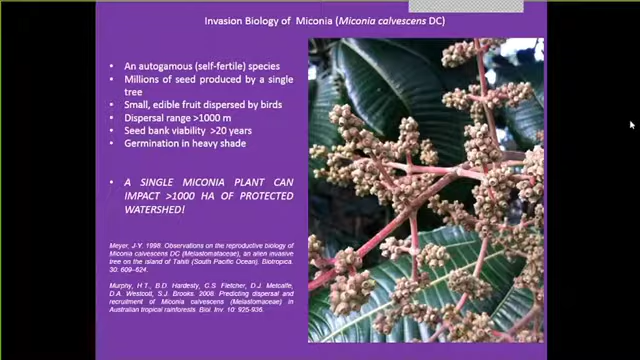 Invasion Biology of Miconia (Miconia calvescens DC)
• An autogamous (self-fertile) species
• Millions of seed produced by a single
tree
• Small, edible fruit dispersed by birds
• Dispersal range >1000 m
• Seed bank viability >20 years
• Germination in heavy shade
• A SINGLE MICONIA PLANT CAN
IMPACT >1000 HA OF PROTECTED
WATERSHED!
Meyer, J-Y. 1998. Observations on the reproductive biology of
Miconia calvescens DC (Melastomataceae), an alien invasive
tree on the island of Tahiti (South Pacific Ocean). Biotropica.
30: 609–624.
Murphy, H.T., B.D. Hardesty, C.S. Fletcher, D.J. Metcalfe,
D.A. Westcott, S.J. Brooks. 2008. Predicting dispersal and
recruitment of Miconia calvescens (Melastomaceae) in
Australian tropical rainforests. Biol. Inv. 10: 925-936.